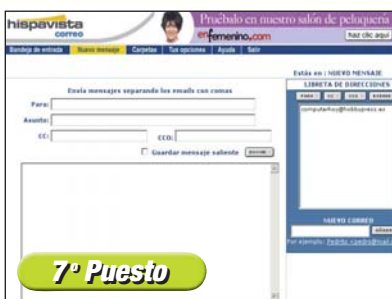 hispavista
correo
Pruébalo en nuestro salón de peluquería
enfemenino.com
haz clic aquí
Bandeja de entrada Nuevo mensaje Carpetas Tus opciones Ayuda Salir
Estás en : NUEVO MENSAJE
Envía mensajes separando los emails con comas
LIBRETA DE DIRECCIONES
Para:
computerhoy@hobbypress.es
Asunto:
CC: CCO:
Guardar mensaje saliente
NUEVO CORREO
Por ejemplo:
7º Puesto